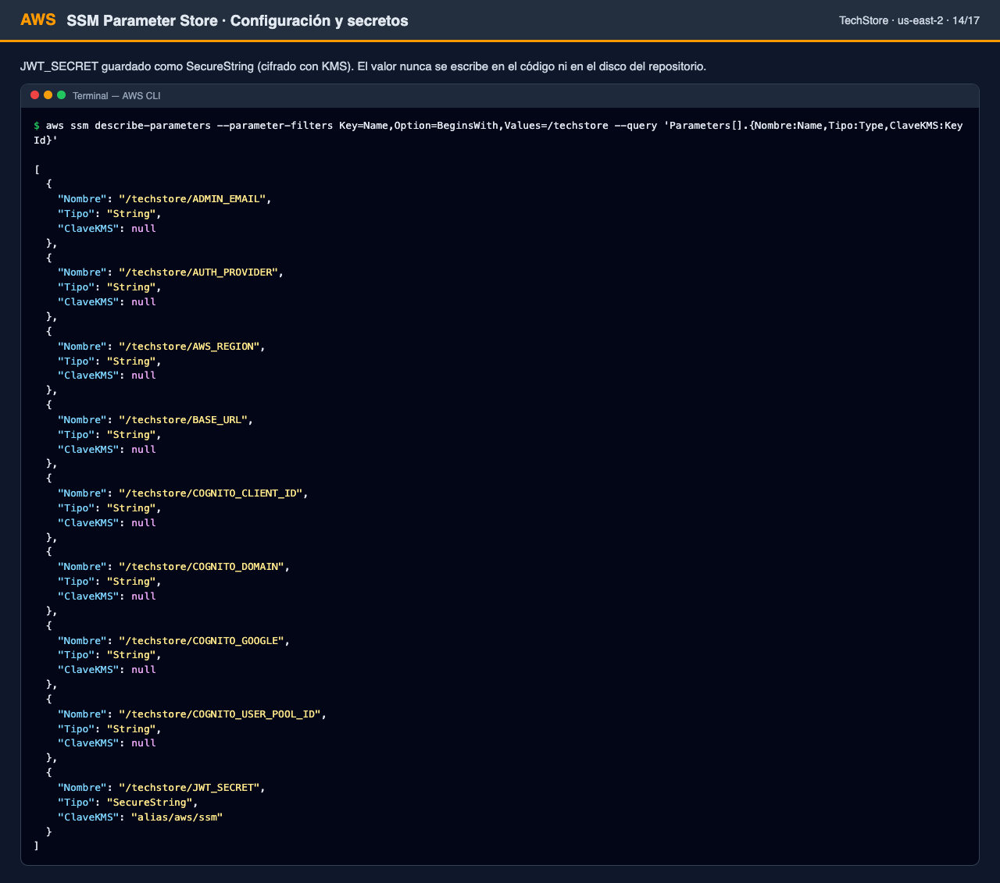 AWS SSM Parameter Store · Configuración y secretos
TechStore · us-east-2 · 14/17
JWT_SECRET guardado como SecureString (cifrado con KMS). El valor nunca se escribe en el código ni en el disco del repositorio.
Terminal — AWS CLI
$ aws ssm describe-parameters --parameter-filters Key=Name,Option=BeginsWith,Values=/techstore --query 'Parameters[].{Nombre:Name,Tipo:Type,ClaveKMS:Key
Id}'
[
  {
    "Nombre": "/techstore/ADMIN_EMAIL",
    "Tipo": "String",
    "ClaveKMS": null
  },
  {
    "Nombre": "/techstore/AUTH_PROVIDER",
    "Tipo": "String",
    "ClaveKMS": null
  },
  {
    "Nombre": "/techstore/AWS_REGION",
    "Tipo": "String",
    "ClaveKMS": null
  },
  {
    "Nombre": "/techstore/BASE_URL",
    "Tipo": "String",
    "ClaveKMS": null
  },
  {
    "Nombre": "/techstore/COGNITO_CLIENT_ID",
    "Tipo": "String",
    "ClaveKMS": null
  },
  {
    "Nombre": "/techstore/COGNITO_DOMAIN",
    "Tipo": "String",
    "ClaveKMS": null
  },
  {
    "Nombre": "/techstore/COGNITO_GOOGLE",
    "Tipo": "String",
    "ClaveKMS": null
  },
  {
    "Nombre": "/techstore/COGNITO_USER_POOL_ID",
    "Tipo": "String",
    "ClaveKMS": null
  },
  {
    "Nombre": "/techstore/JWT_SECRET",
    "Tipo": "SecureString",
    "ClaveKMS": "alias/aws/ssm"
  }
]